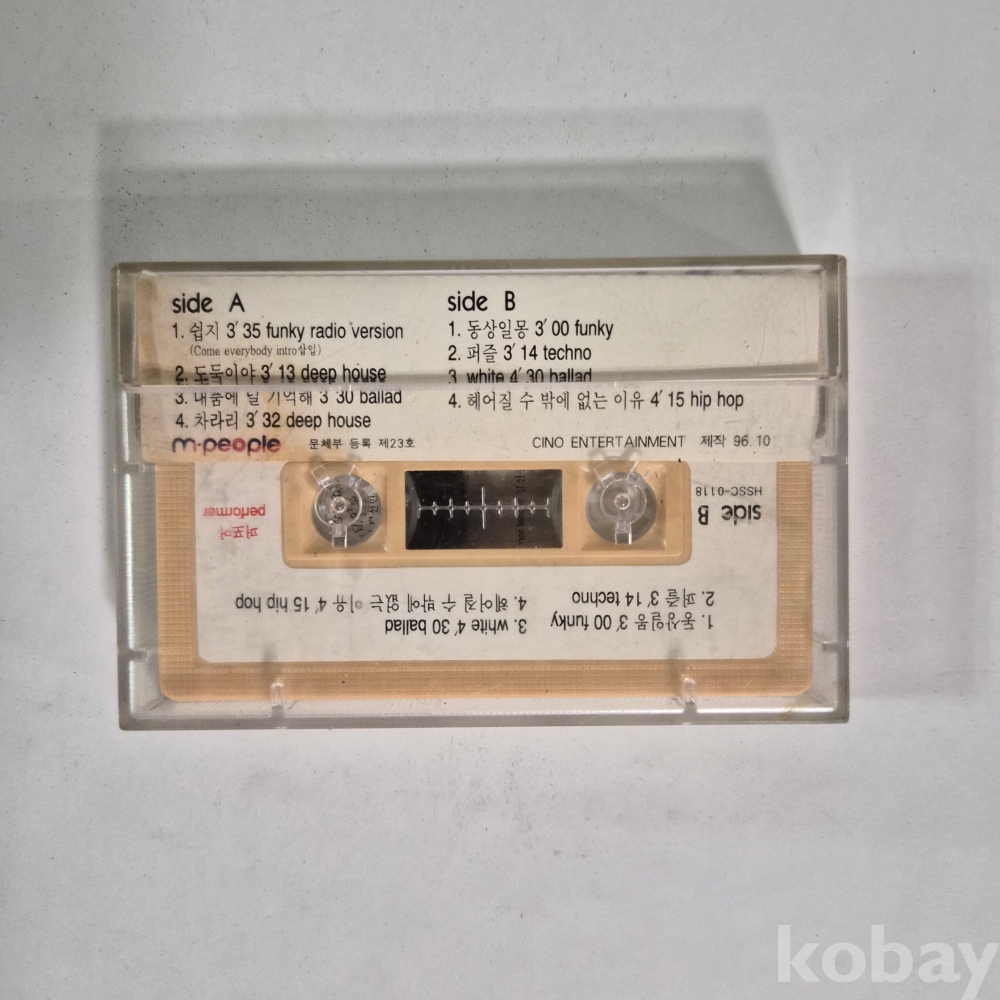 side A
1. 쉽지 3′ 35 funky radio version
(Come everybody intro삽입)
2. 도둑이야 3′ 13 deep house
3. 내품에 널 기억해 3′ 30 ballad
4. 차라리 3′ 32 deep house
side B
1. 동상일몽 3′ 00 funky
2. 퍼즐 3′ 14 techno
3. white 4′ 30 ballad
4. 헤어질 수 밖에 없는 이유 4′ 15 hip hop
m·people 문체부 등록 제23호 CINO ENTERTAINMENT 제작 96. 10
HSSC-0118
side B
퍼포머
performer
1. 동상일몽 3′ 00 funky
2. 퍼즐 3′ 14 techno
3. white 4′ 30 ballad
4. 헤어질 수 밖에 없는 이유 4′ 15 hip hop
kobay